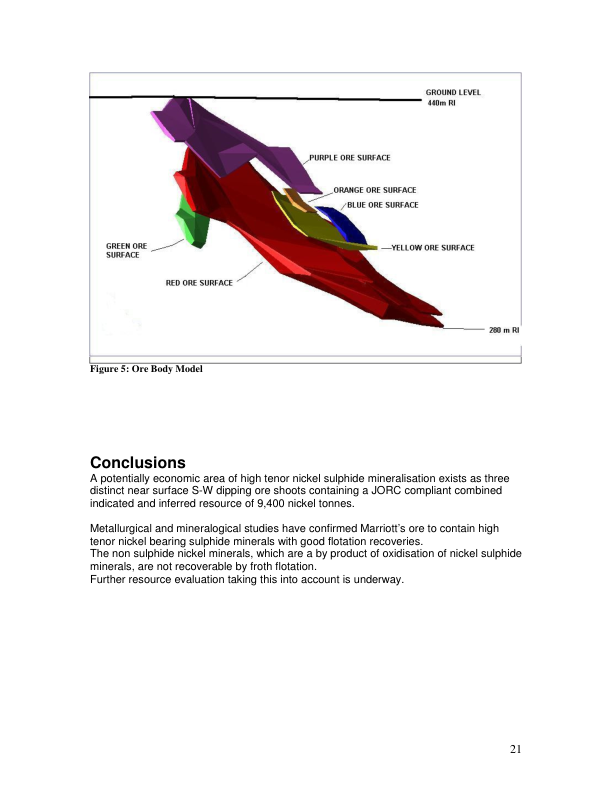 GROUND LEVEL
440m Rl
PURPLE ORE SURFACE
ORANGE ORE SURFACE
BLUE ORE SURFACE
YELLOW ORE SURFACE
GREEN ORE
SURFACE
RED ORE SURFACE
280 m Rl
Figure 5: Ore Body Model
Conclusions
A potentially economic area of high tenor nickel sulphide mineralisation exists as three
distinct near surface S-W dipping ore shoots containing a JORC compliant combined
indicated and inferred resource of 9,400 nickel tonnes.
Metallurgical and mineralogical studies have confirmed Marriott's ore to contain high
tenor nickel bearing sulphide minerals with good flotation recoveries.
The non sulphide nickel minerals, which are a by product of oxidisation of nickel sulphide
minerals, are not recoverable by froth flotation.
Further resource evaluation taking this into account is underway.
21